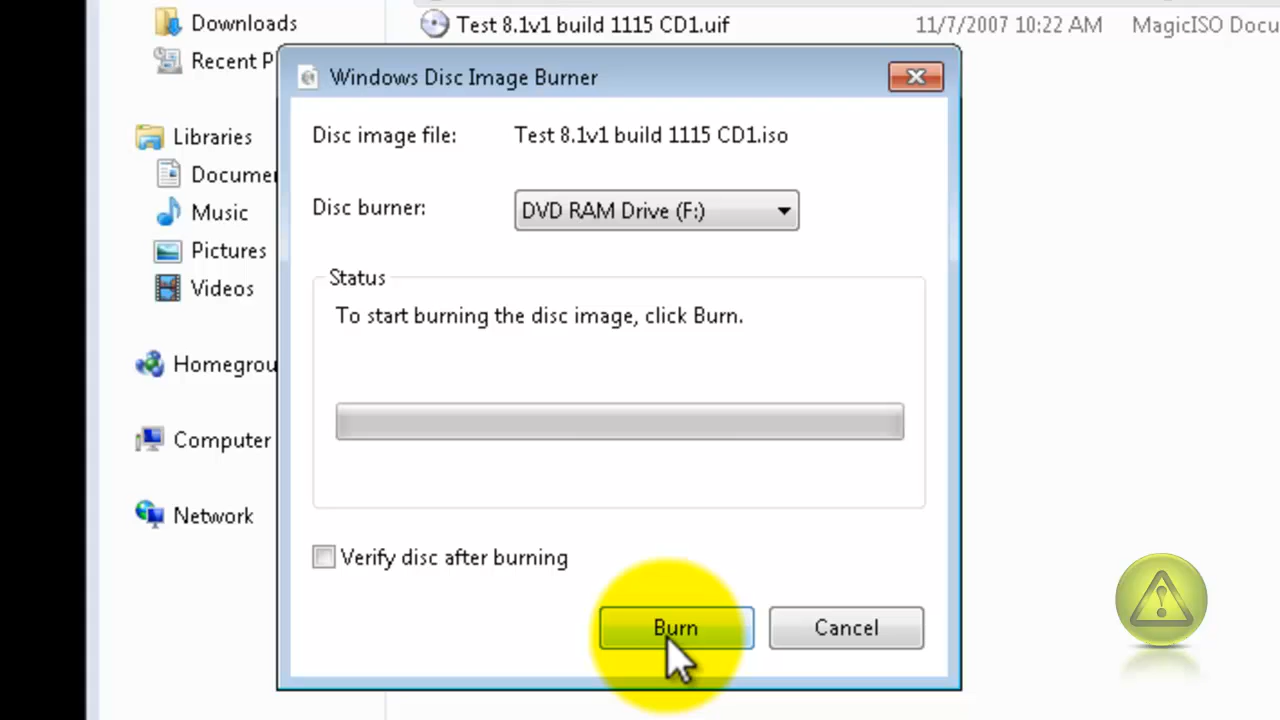 Downloads
Test 8.1v1 build 1115 CD1.uif 11/7/2007 10:22 AM MagicISO Docu
Recent P
Windows Disc Image Burner
Disc image file: Test 8.1v1 build 1115 CD1.iso
Libraries
Documen
Disc burner: DVD RAM Drive (F:)
Music
Pictures
Videos
Status
To start burning the disc image, click Burn.
Homegrou
Computer
Network
Verify disc after burning
Burn Cancel